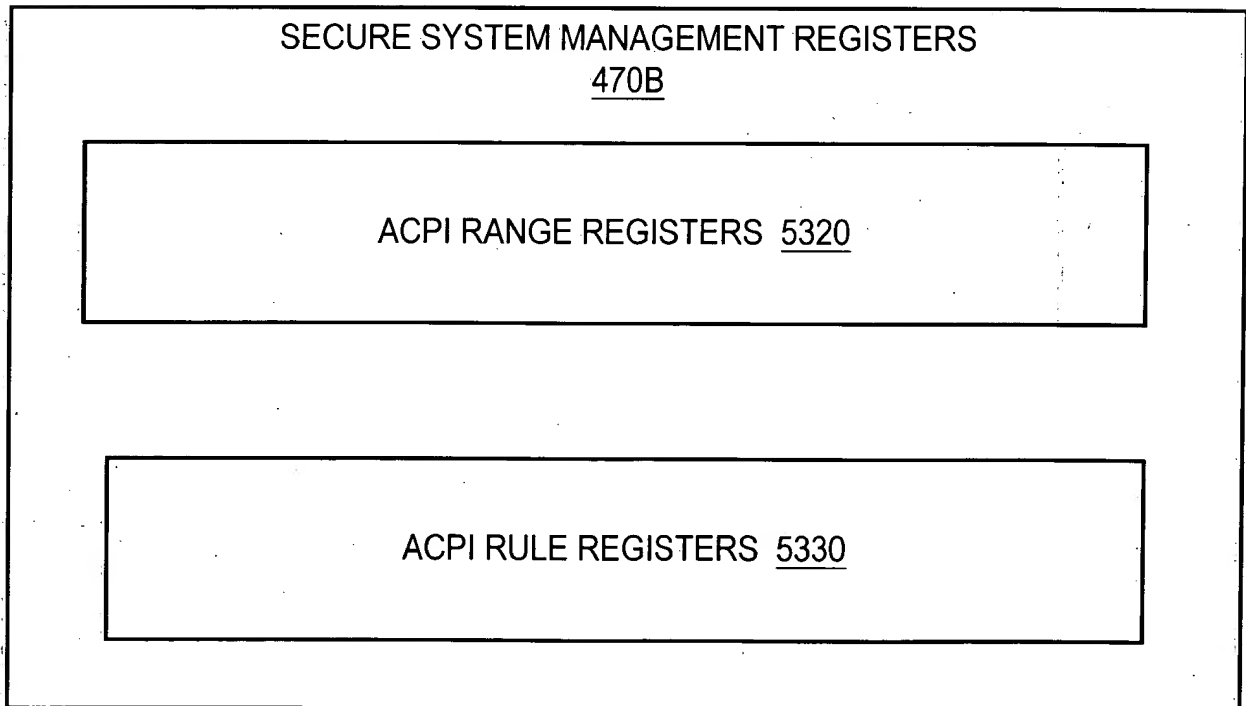 SECURE SYSTEM MANAGEMENT REGISTERS
470B
ACPI RANGE REGISTERS 5320
ACPI RULE REGISTERS 5330